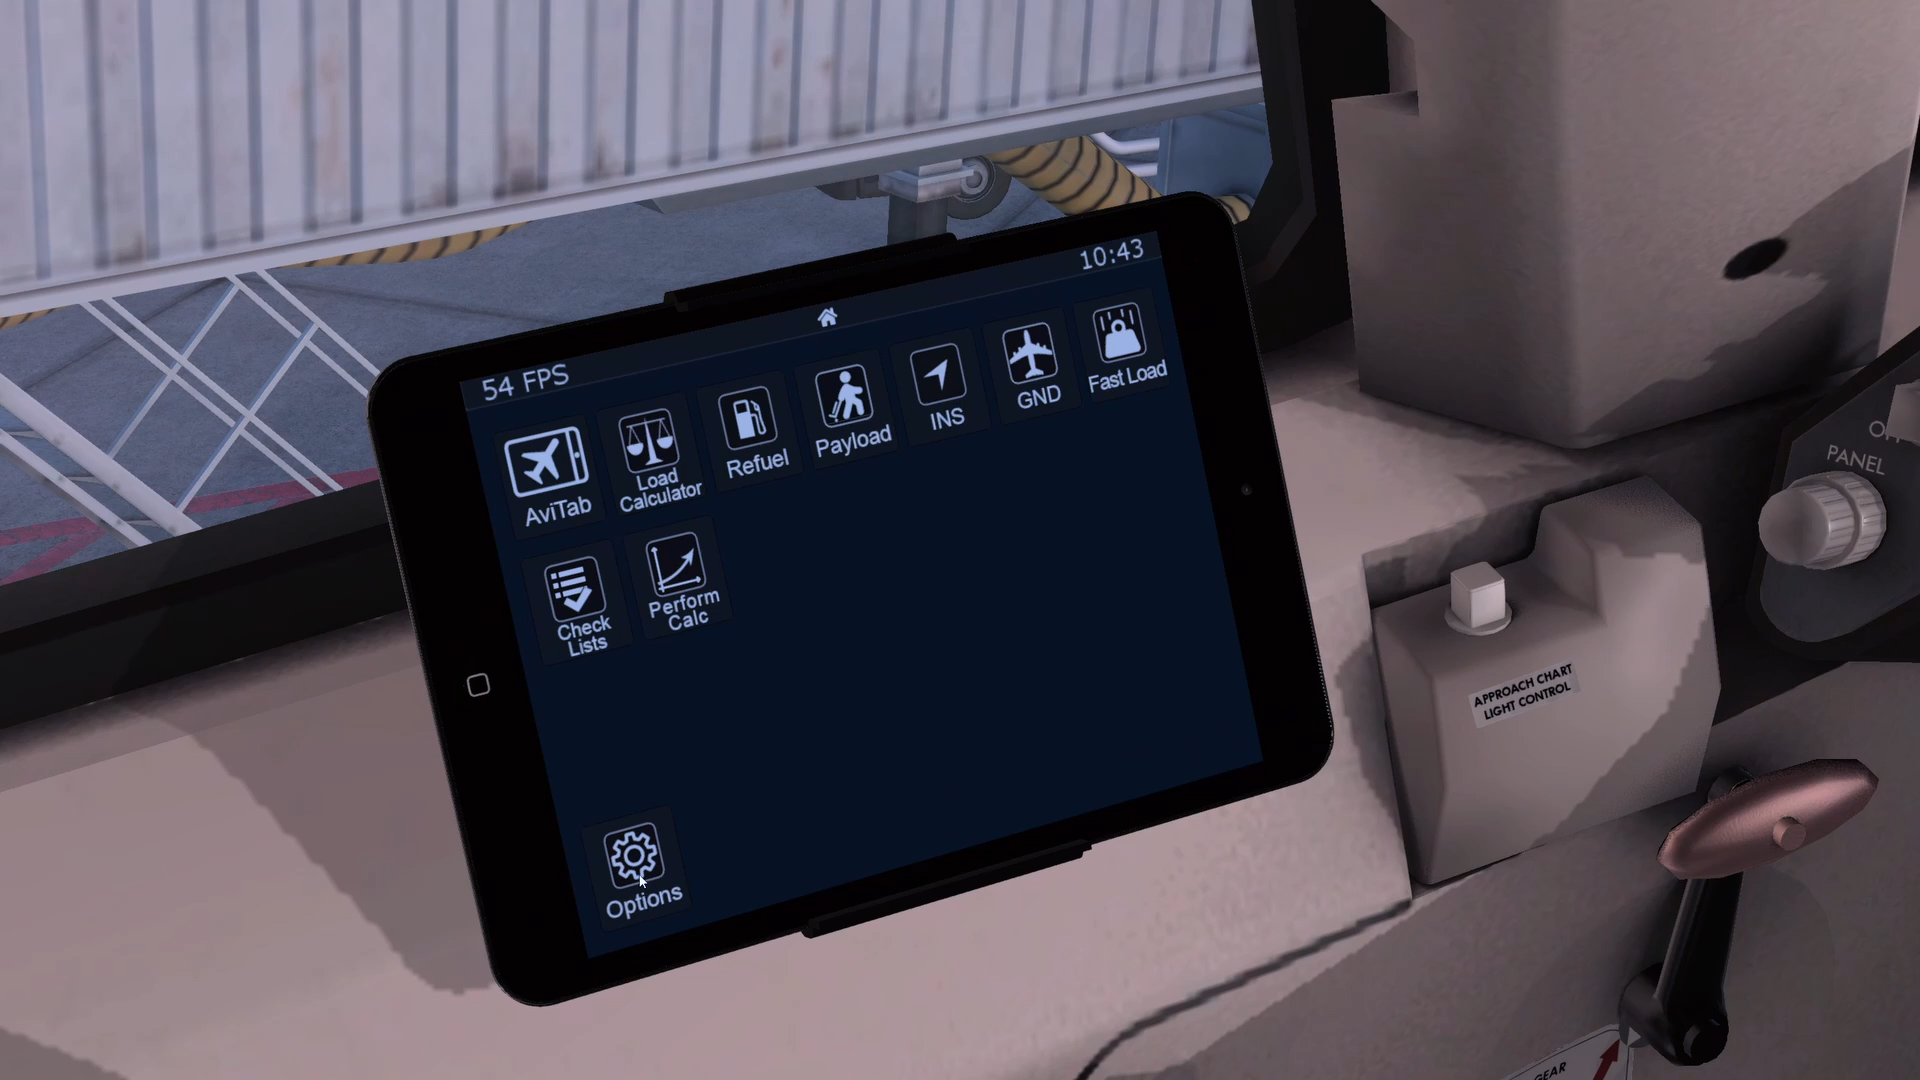 10:43
54 FPS
AviTab
Load
Calculator
Refuel
Payload
INS
GND
Fast Load
Check
Lists
Perform
Calc
Options
PANEL
APPROACH CHART
LIGHT CONTROL
GEAR